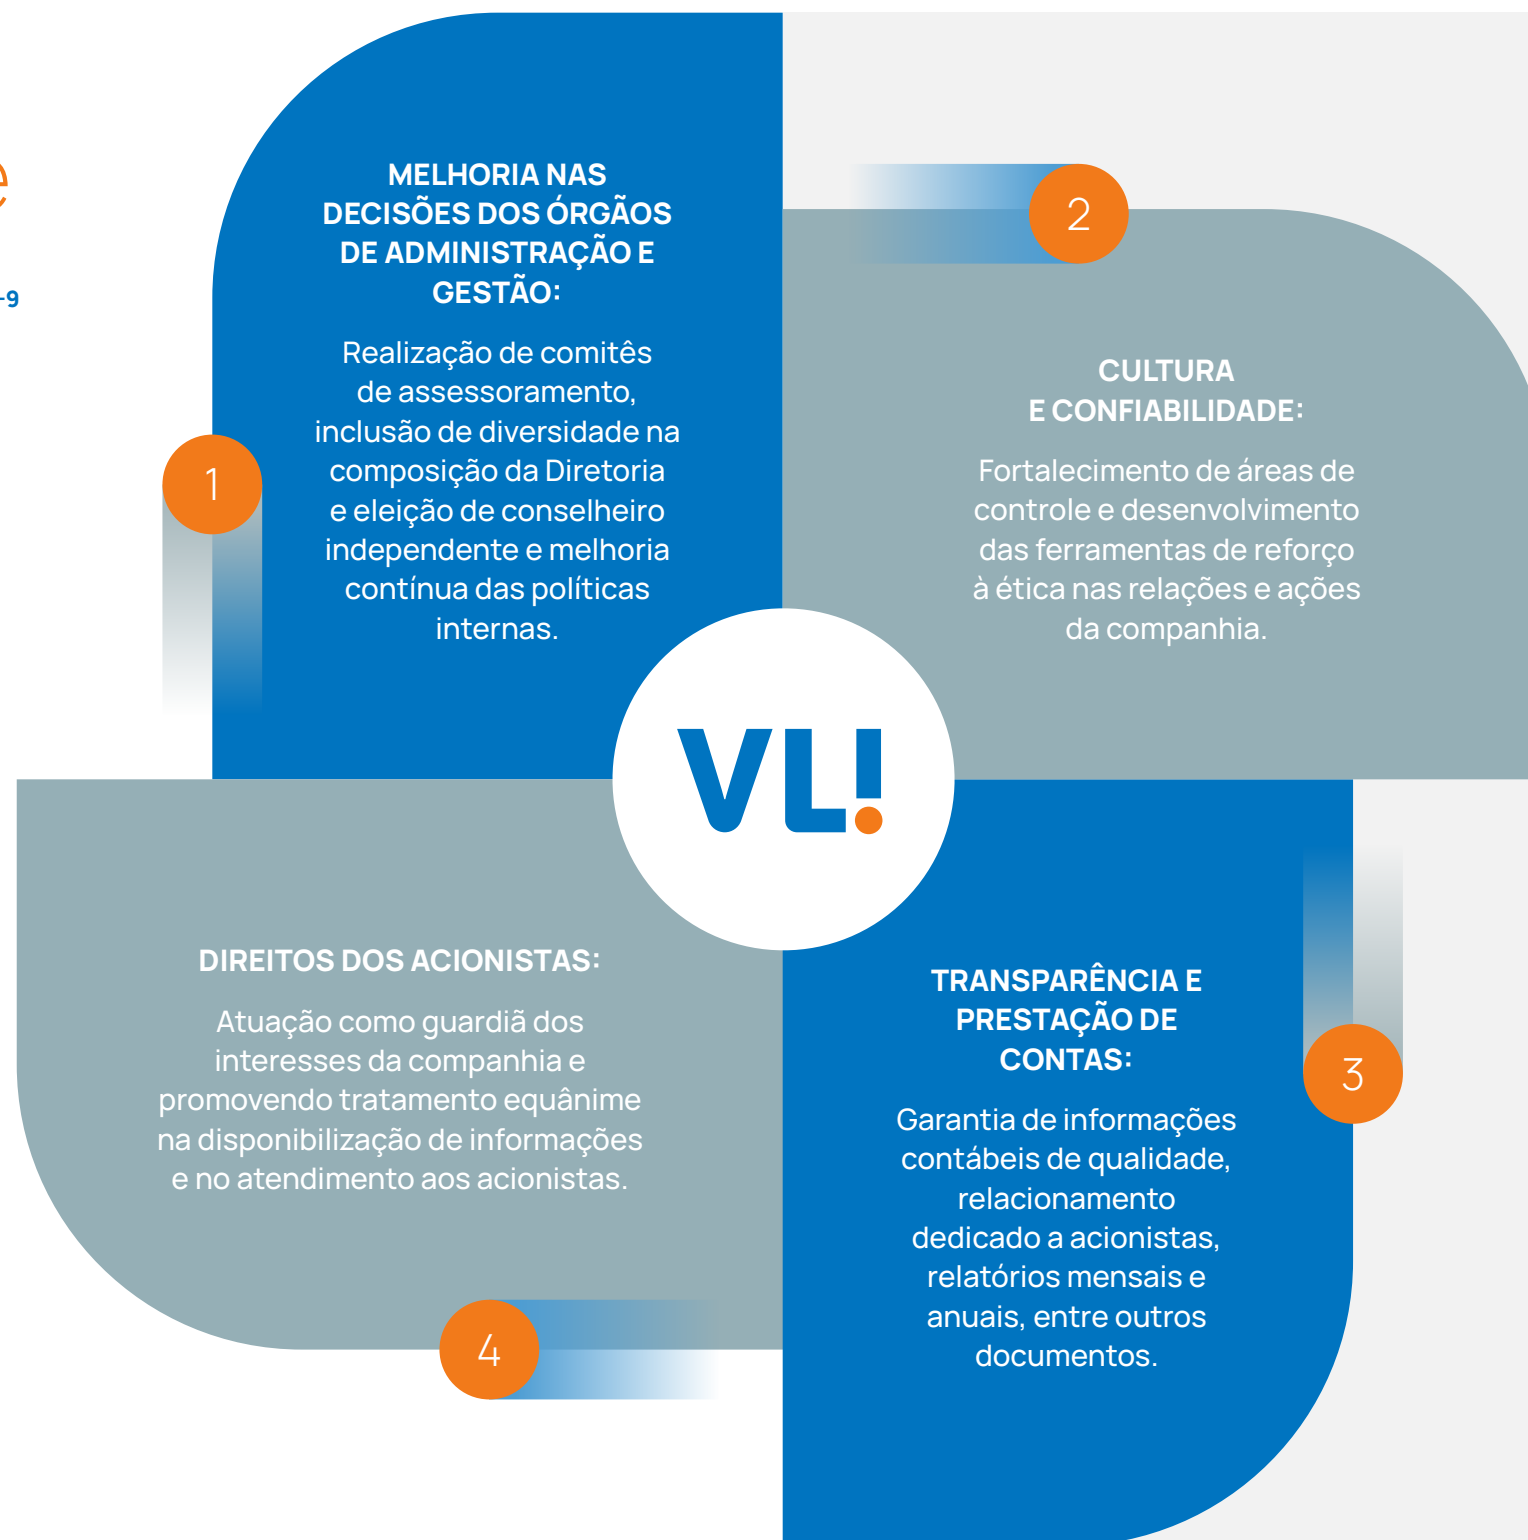 e
-9
1
MELHORIA NAS
DECISÕES DOS ÓRGÃOS
DE ADMINISTRAÇÃO E
GESTÃO:
Realização de comitês
de assessoramento,
inclusão de diversidade na
composição da Diretoria
e eleição de conselheiro
independente e melhoria
contínua das políticas
internas.
2
CULTURA
E CONFIABILIDADE:
Fortalecimento de áreas de
controle e desenvolvimento
das ferramentas de reforço
à ética nas relações e ações
da companhia.
VL!
3
TRANSPARÊNCIA E
PRESTAÇÃO DE
CONTAS:
Garantia de informações
contábeis de qualidade,
relacionamento
dedicado a acionistas,
relatórios mensais e
anuais, entre outros
documentos.
4
DIREITOS DOS ACIONISTAS:
Atuação como guardiã dos
interesses da companhia e
promovendo tratamento equânime
na disponibilização de informações
e no atendimento aos acionistas.